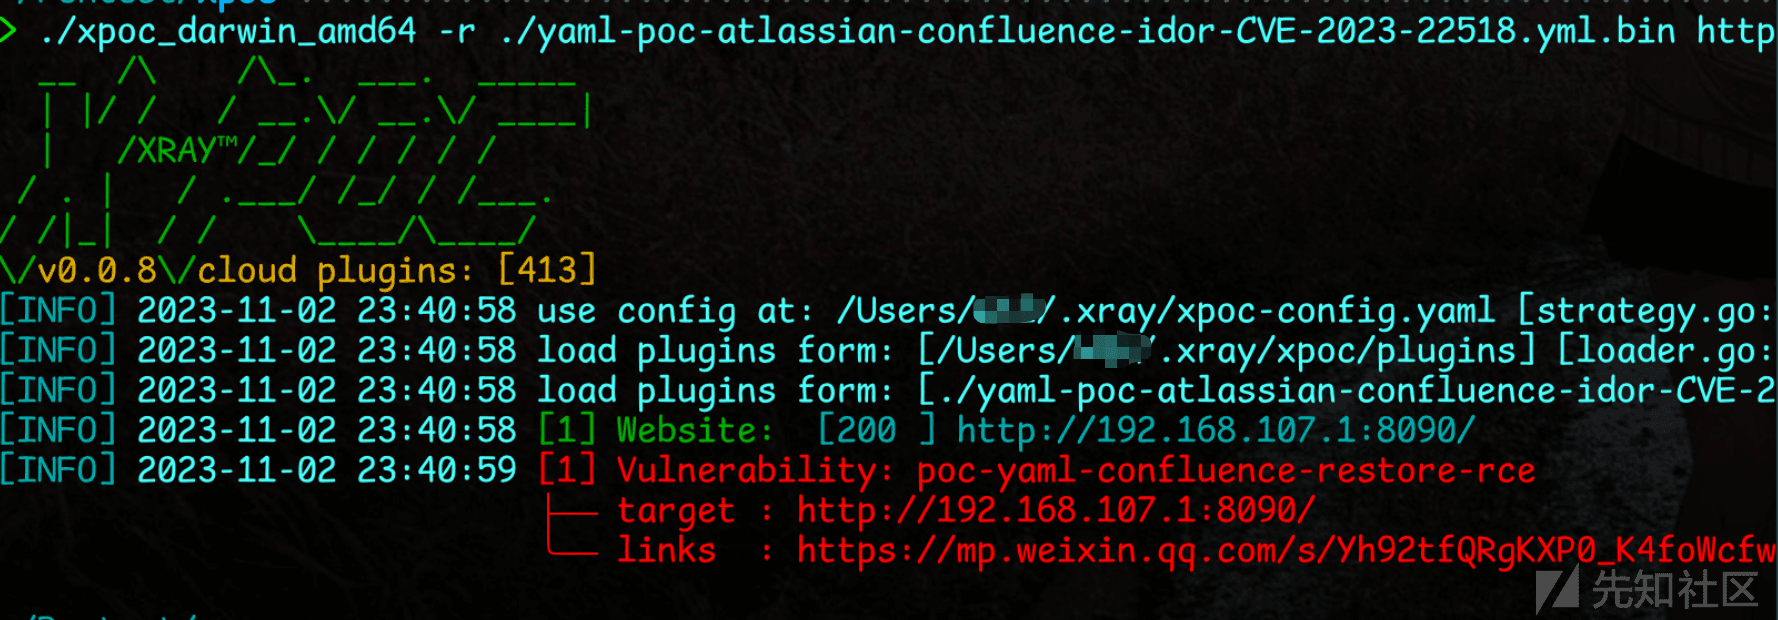 > ./xpoc_darwin_amd64 -r ./yaml-poc-atlassian-confluence-idor-CVE-2023-22518.yml.bin http
/XRAY™/
\/v0.0.8\/cloud plugins: [413]
[INFO] 2023-11-02 23:40:58 use config at: /Users/ /.xray/xpoc-config.yaml [strategy.go:
[INFO] 2023-11-02 23:40:58 load plugins form: [/Users/ .xray/xpoc/plugins] [loader.go:
[INFO] 2023-11-02 23:40:58 load plugins form: [./yaml-poc-atlassian-confluence-idor-CVE-2
[INFO] 2023-11-02 23:40:58 [1] Website: [200 ] http://192.168.107.1:8090/
[INFO] 2023-11-02 23:40:59 [1] Vulnerability: poc-yaml-confluence-restore-rce
target : http://192.168.107.1:8090/
links : https://mp.weixin.qq.com/s/Yh92tfQRgKXP0_K4foWcfw
先知社区